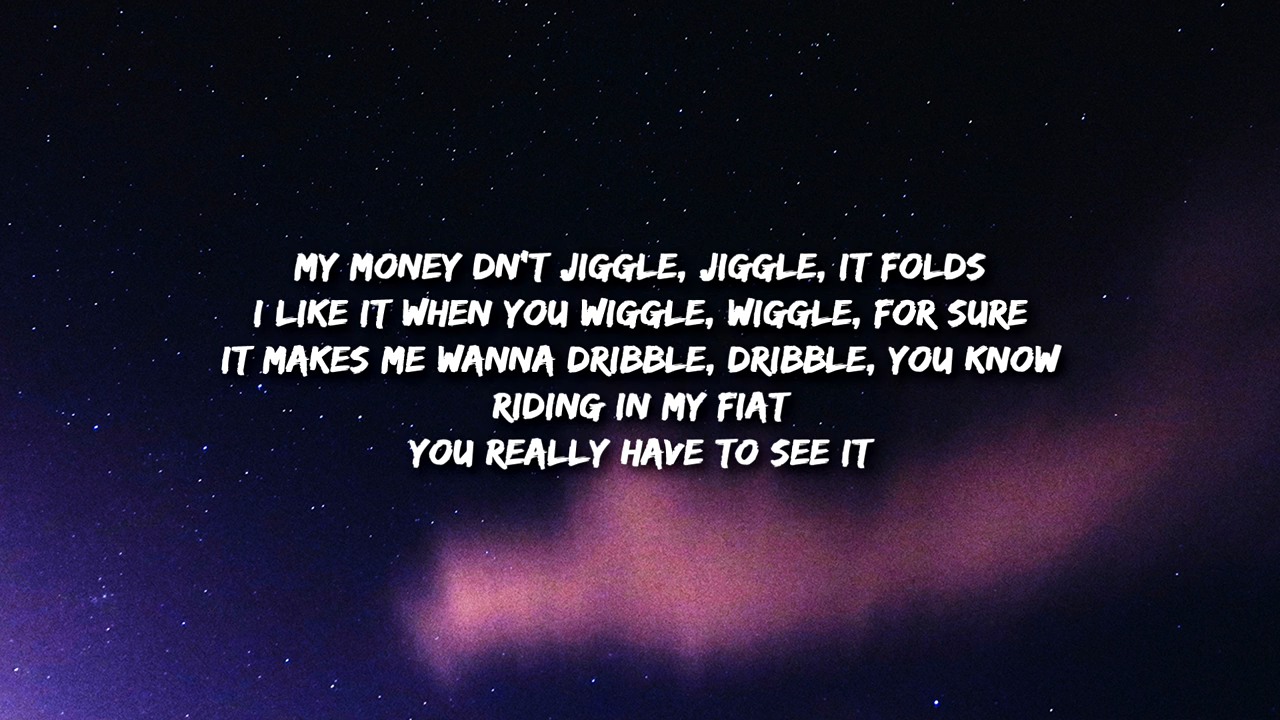 MY MONEY DN'T JIGGLE, JIGGLE, IT FOLDS
I LIKE IT WHEN YOU WIGGLE, WIGGLE, FOR SURE
IT MAKES ME WANNA DRIBBLE, DRIBBLE, YOU KNOW
RIDING IN MY FIAT
YOU REALLY HAVE TO SEE IT